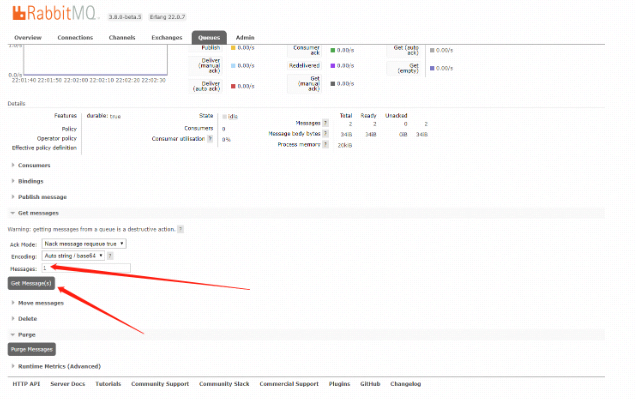 RabbitMQ. 3.8.0-beta.5 Erlang 22.0.7
Overview Connections Channels Exchanges Queues Admin
Publish 0.00/s Consumer ack 0.00/s Get (auto ack) 0.00/s
0.0/s
22:01:40 22:01:50 22:02:00 22:02:10 22:02:20 22:02:30
Deliver (manual ack) 0.00/s Redelivered 0.00/s Get (empty) 0.00/s
Deliver (auto ack) 0.00/s Get (manual ack) 0.00/s
Details
Features durable: true State idle Total Ready Unacked
Messages ? 2 2 0 2
Policy Consumers 0
Message body bytes ? 34B 34B 0B 34B
Operator policy Consumer utilisation ? 0%
Process memory ? 20kB
Effective policy definition
Consumers
Bindings
Publish message
Get messages
Warning: getting messages from a queue is a destructive action. ?
Ack Mode: Nack message requeue true
Encoding: Auto string / base64 ?
Messages: 1
Get Message(s)
Move messages
Delete
Purge
Purge Messages
Runtime Metrics (Advanced)
HTTP API Server Docs Tutorials Community Support Community Slack Commercial Support Plugins GitHub Changelog